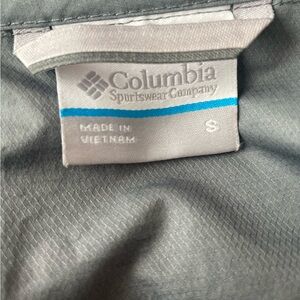 Columbia
Sportswear Company
MADE IN
VIETNAM
S